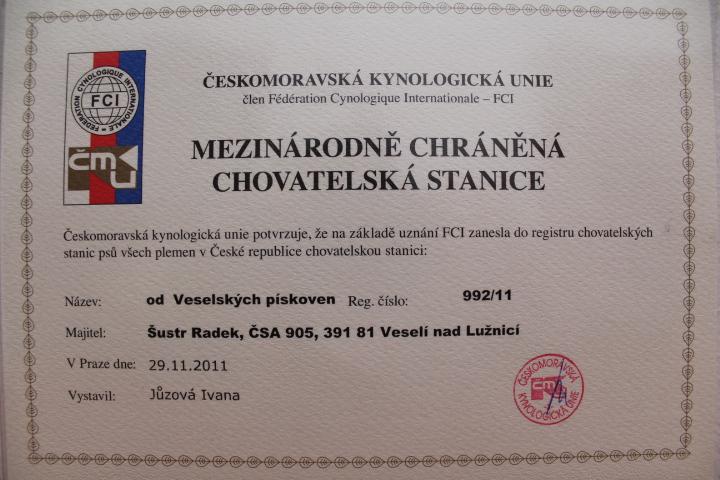 FÉDÉRATION CYNOLOGIQUE INTERNATIONALE
FCI
ČMKU
ČESKOMORAVSKÁ KYNOLOGICKÁ UNIE
člen Fédération Cynologique Internationale – FCI
MEZINÁRODNĚ CHRÁNĚNÁ
CHOVATELSKÁ STANICE
Českomoravská kynologická unie potvrzuje, že na základě uznání FCI zanesla do registru chovatelských
stanic psů všech plemen v České republice chovatelskou stanici:
Název: od Veselských pískoven Reg. číslo: 992/11
Majitel: Šustr Radek, ČSA 905, 391 81 Veselí nad Lužnicí
V Praze dne: 29.11.2011
Vystavil: Jůzová Ivana
ČESKOMORAVSKÁ
KYNOLOGICKÁ UNIE